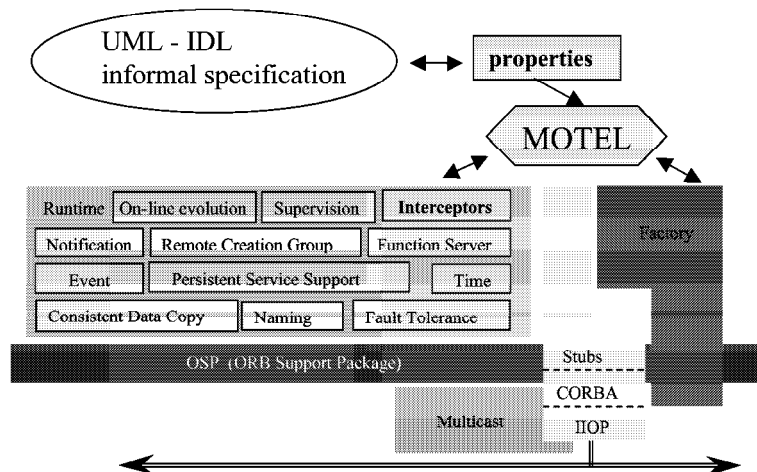 UML - IDL
informal specification
properties
MOTEL
Runtime
On-line evolution
Supervision
Interceptors
Factory
Notification
Remote Creation Group
Function Server
Event
Persistent Service Support
Time
Consistent Data Copy
Naming
Fault Tolerance
OSP (ORB Support Package)
Stubs
CORBA
Multicast
IIOP